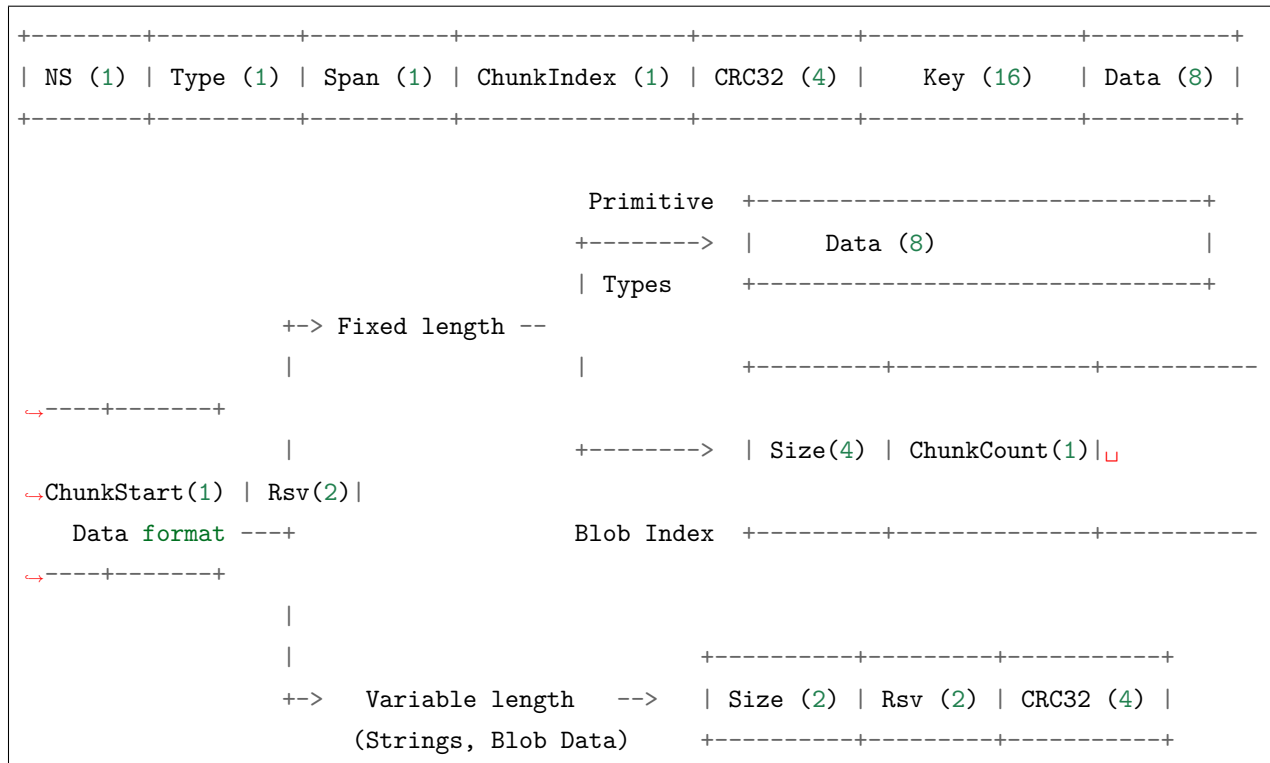 +--------+----------+----------+---------------+-----------+---------------+----------+
| NS (1) | Type (1) | Span (1) | ChunkIndex (1) | CRC32 (4) |    Key (16)    | Data (8) |
+--------+----------+----------+---------------+-----------+---------------+----------+
Primitive  +--------------------------------+
+-------->  |     Data (8)                   |
| Types     +--------------------------------+
+-> Fixed length --
|                  |          +---------+--------------+-----------
↪----+-------+
|                  +-------->  | Size(4) | ChunkCount(1)|␣
↪ChunkStart(1) | Rsv(2)|
Data format ---+                  Blob Index  +---------+--------------+-----------
↪----+-------+
|
|                          +----------+---------+-----------+
+->   Variable length   -->   | Size (2) | Rsv (2) | CRC32 (4) |
(Strings, Blob Data)     +----------+---------+-----------+